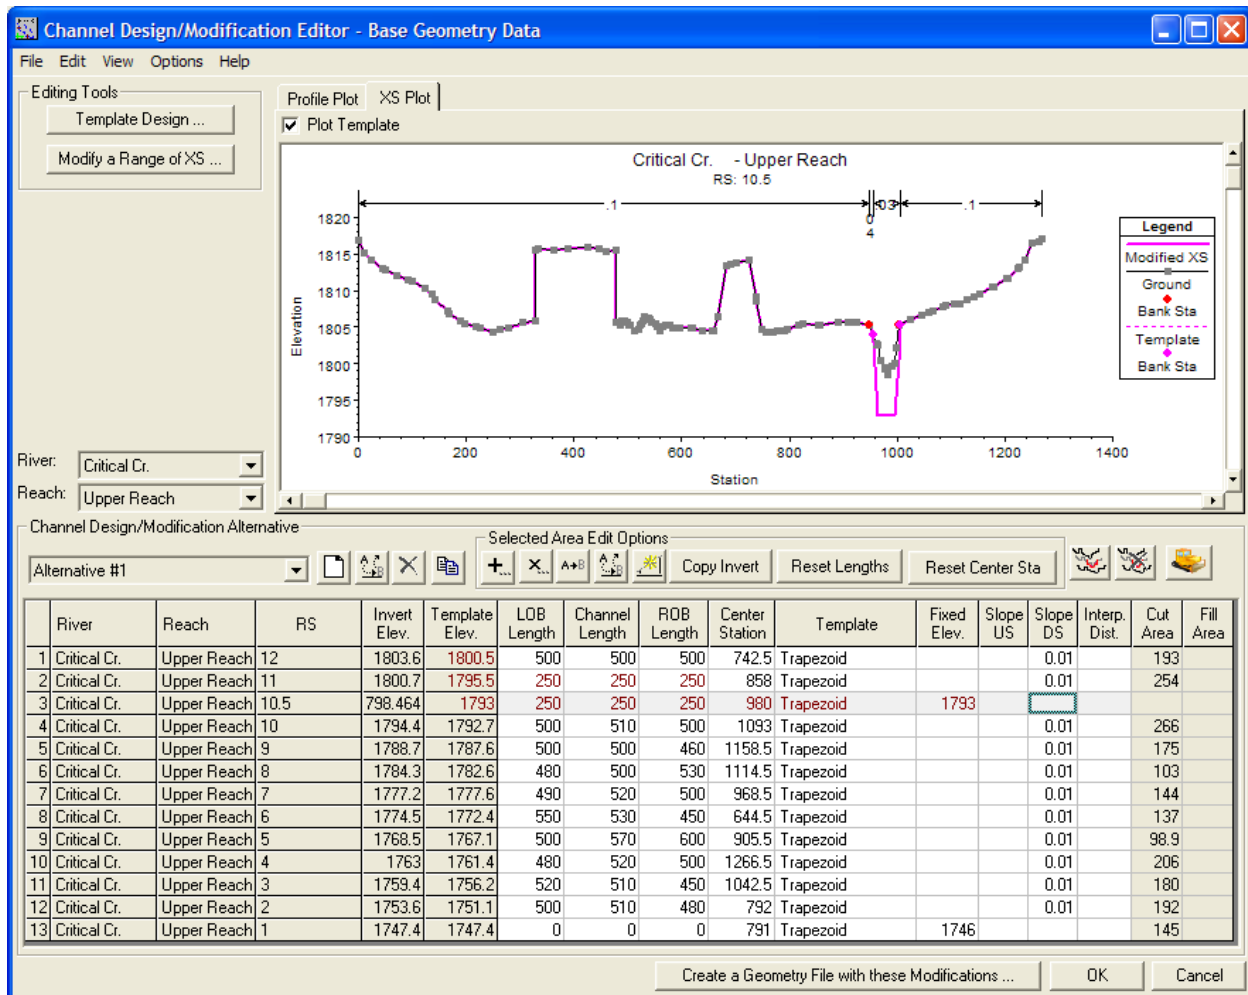 Channel Design/Modification Editor - Base Geometry Data
File Edit View Options Help
Editing Tools
Template Design ...
Modify a Range of XS ...
Profile Plot XS Plot
Plot Template
Critical Cr. - Upper Reach
RS: 10.5
.1 .03 .1
0
4
1820
1815
1810
1805
1800
1795
1790
Elevation
0 200 400 600 800 1000 1200 1400
Station
Legend
Modified XS
Ground
Bank Sta
Template
Bank Sta
River: Critical Cr.
Reach: Upper Reach
Channel Design/Modification Alternative
Alternative #1
Selected Area Edit Options
+... x... A→B Copy Invert Reset Lengths Reset Center Sta
River Reach RS Invert Elev. Template Elev. LOB Length Channel Length ROB Length Center Station Template Fixed Elev. Slope US Slope DS Interp. Dist. Cut Area Fill Area
1 Critical Cr. Upper Reach 12 1803.6 1800.5 500 500 500 742.5 Trapezoid 0.01 193
2 Critical Cr. Upper Reach 11 1800.7 1795.5 250 250 250 858 Trapezoid 0.01 254
3 Critical Cr. Upper Reach 10.5 798.464 1793 250 250 250 980 Trapezoid 1793
4 Critical Cr. Upper Reach 10 1794.4 1792.7 500 510 500 1093 Trapezoid 0.01 266
5 Critical Cr. Upper Reach 9 1788.7 1787.6 500 500 460 1158.5 Trapezoid 0.01 175
6 Critical Cr. Upper Reach 8 1784.3 1782.6 480 500 530 1114.5 Trapezoid 0.01 103
7 Critical Cr. Upper Reach 7 1777.2 1777.6 490 520 500 968.5 Trapezoid 0.01 144
8 Critical Cr. Upper Reach 6 1774.5 1772.4 550 530 450 644.5 Trapezoid 0.01 137
9 Critical Cr. Upper Reach 5 1768.5 1767.1 500 570 600 905.5 Trapezoid 0.01 98.9
10 Critical Cr. Upper Reach 4 1763 1761.4 480 520 500 1266.5 Trapezoid 0.01 206
11 Critical Cr. Upper Reach 3 1759.4 1756.2 520 510 450 1042.5 Trapezoid 0.01 180
12 Critical Cr. Upper Reach 2 1753.6 1751.1 500 510 480 792 Trapezoid 0.01 192
13 Critical Cr. Upper Reach 1 1747.4 1747.4 0 0 0 791 Trapezoid 1746 145
Create a Geometry File with these Modifications ... OK Cancel